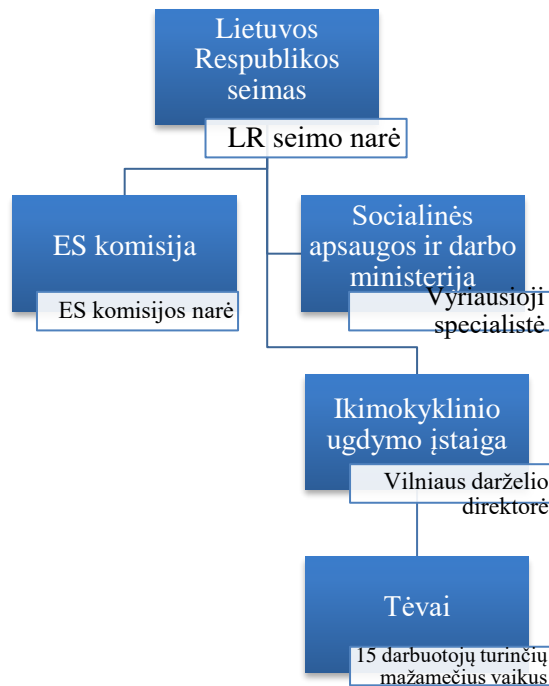 Lietuvos
Respublikos
seimas
LR seimo narė
ES komisija
ES komisijos narė
Socialinės
apsaugos ir darbo
ministerija
Vyriausioji
specialistė
Ikimokyklinio
ugdymo įstaiga
Vilniaus darželio
direktorė
Tėvai
15 darbuotojų turinčių
mažamečius vaikus